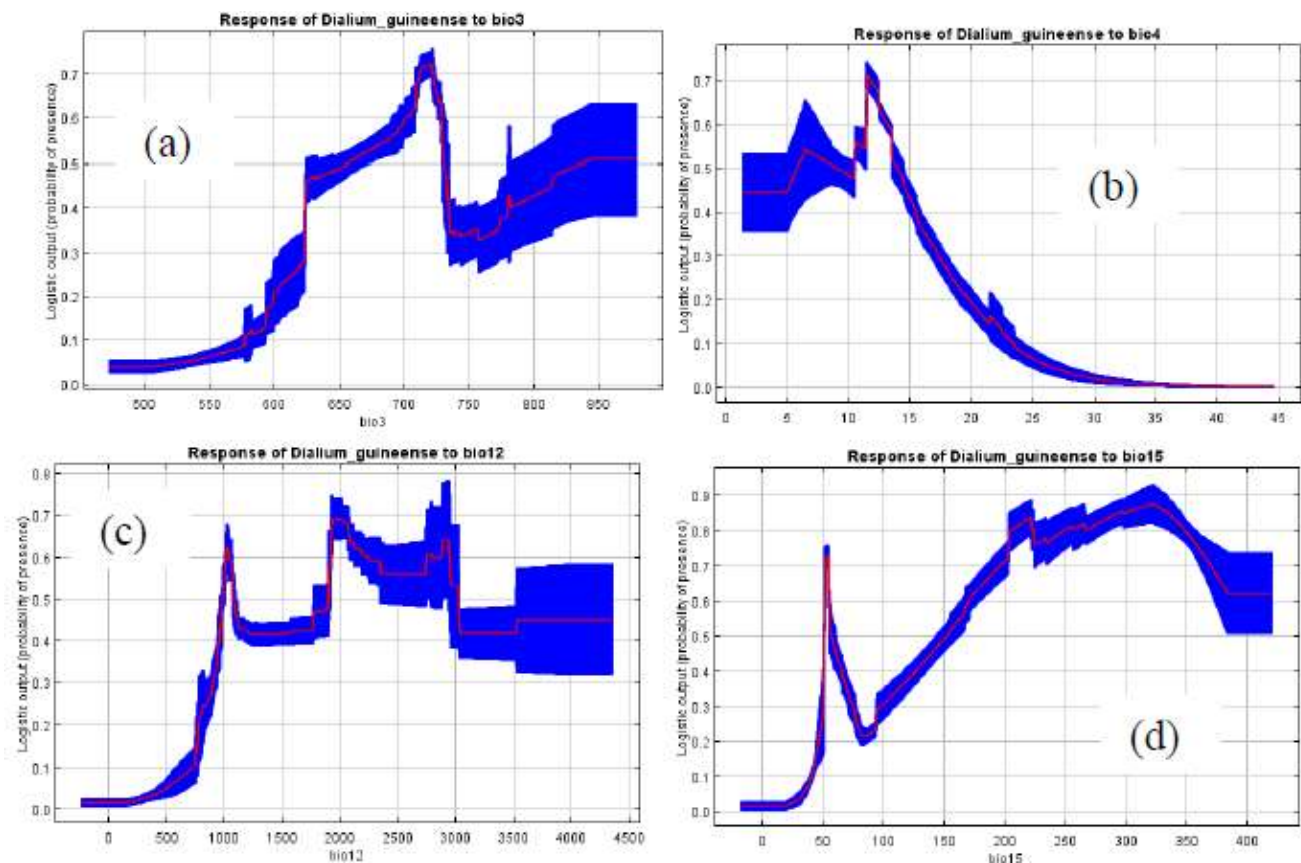 Response of Dialium_guineense to bio3
Logistic output (probability of presence)
0.7
0.6
0.5
0.4
0.3
0.2
0.1
0.0
(a)
500 550 600 650 700 750 800 850
bio3
Response of Dialium_guineense to bio4
Logistic output (probability of presence)
0.7
0.6
0.5
0.4
0.3
0.2
0.1
0.0
(b)
0 5 10 15 20 25 30 35 40 45
Response of Dialium_guineense to bio12
Logistic output (probability of presence)
0.8
0.7
0.6
0.5
0.4
0.3
0.2
0.1
0.0
(c)
0 500 1000 1500 2000 2500 3000 3500 4000 4500
bio12
Response of Dialium_guineense to bio15
Logistic output (probability of presence)
0.9
0.8
0.7
0.6
0.5
0.4
0.3
0.2
0.1
0.0
(d)
0 50 100 150 200 250 300 350 400
bio15